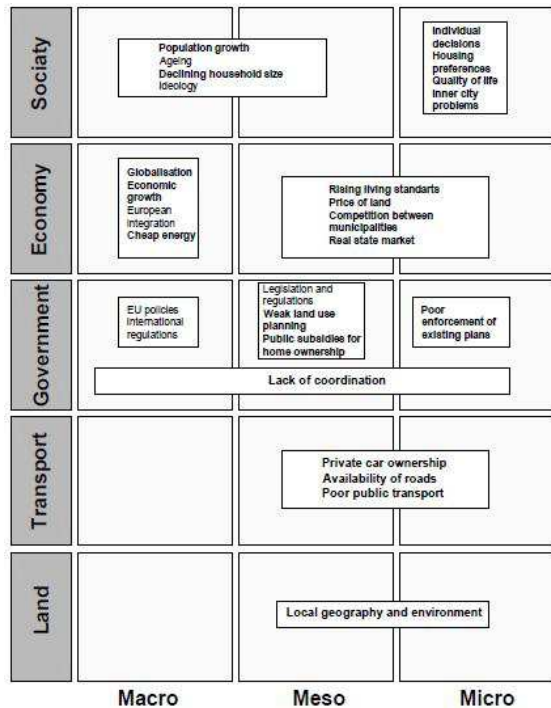 Sociaty
Population growth
Ageing
Declining household size
Ideology
Individual
decisions
Housing
preferences
Quality of life
Inner city
problems
Economy
Globalisation
Economic
growth
European
integration
Cheap energy
Rising living standarts
Price of land
Competition between
municipalities
Real state market
Government
EU policies
International
regulations
Legislation and
regulations
Weak land use
planning
Public subsidies for
home ownership
Poor
enforcement of
existing plans
Lack of coordination
Transport
Private car ownership
Availability of roads
Poor public transport
Land
Local geography and environment
Macro
Meso
Micro